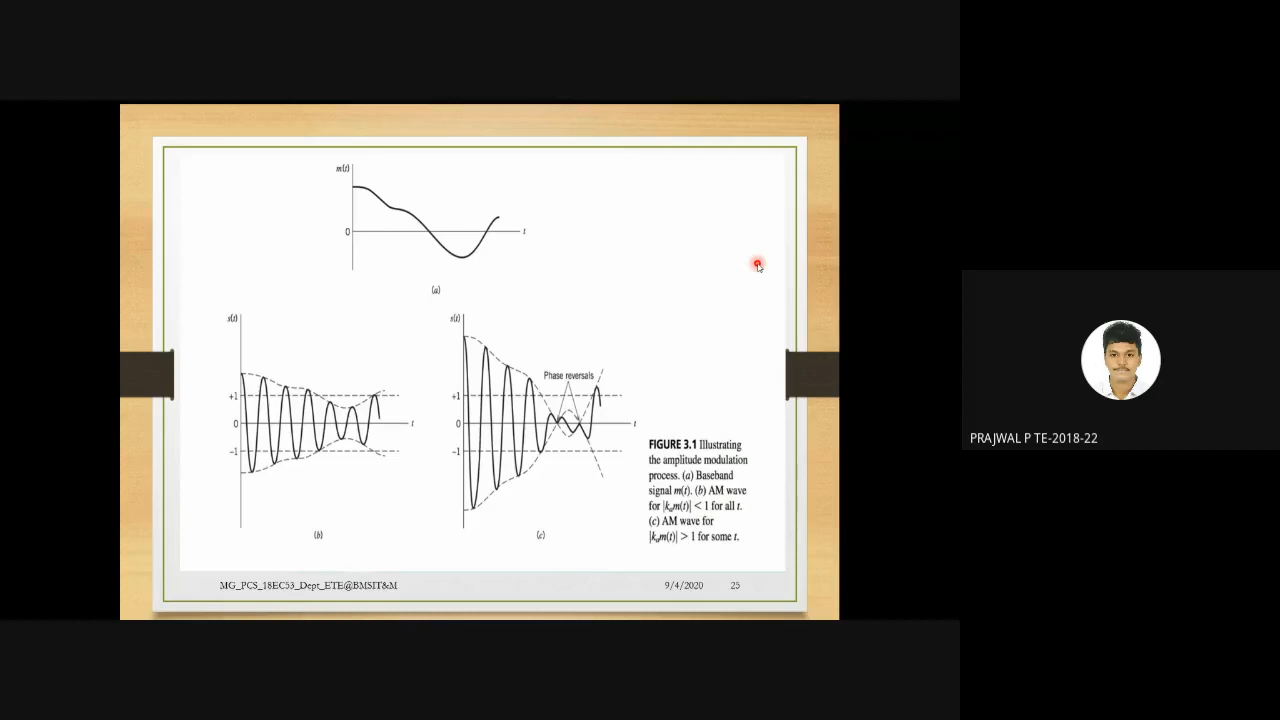 m(t)
0
t
(a)
s(t)
+1
0
t
−1
(b)
s(t)
Phase reversals
+1
0
t
−1
(c)
FIGURE 3.1 Illustrating
the amplitude modulation
process. (a) Baseband
signal m(t). (b) AM wave
for |kₐm(t)| < 1 for all t.
(c) AM wave for
|kₐm(t)| > 1 for some t.
MG_PCS_18EC53_Dept_ETE@BMSIT&M
9/4/2020
25
PRAJWAL P TE-2018-22